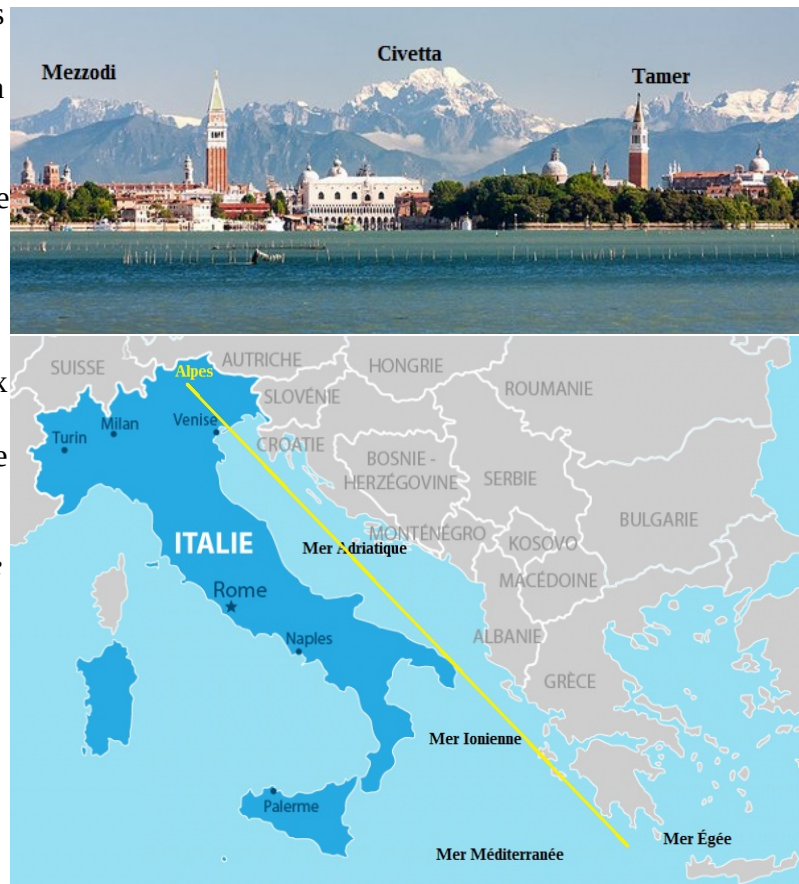 Civetta
Mezzodi
Tamer
SUISSE
AUTRICHE
HONGRIE
Alpes
SLOVÉNIE
ROUMANIE
Turin
Milan
Venise
CROATIE
BOSNIE -
HERZÉGOVINE
SERBIE
BULGARIE
ITALIE
MONTÉNÉGRO
KOSOVO
Mer Adriatique
MACÉDOINE
Rome
Naples
ALBANIE
GRÈCE
Mer Ionienne
Palerme
Mer Égée
Mer Méditerranée